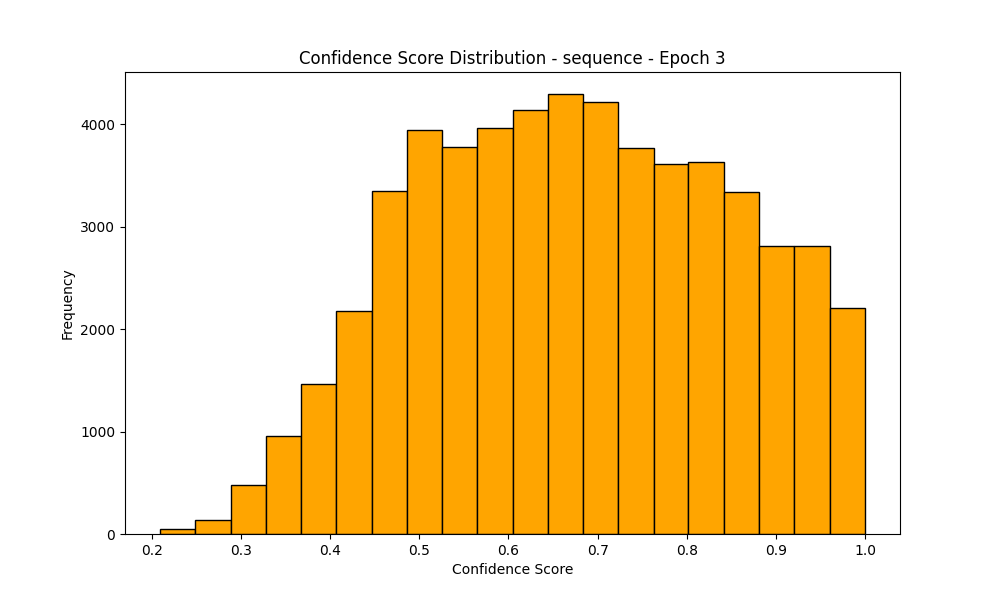 Confidence Score Distribution - sequence - Epoch 3
Frequency
4000
3000
2000
1000
0
0.2 0.3 0.4 0.5 0.6 0.7 0.8 0.9 1.0
Confidence Score